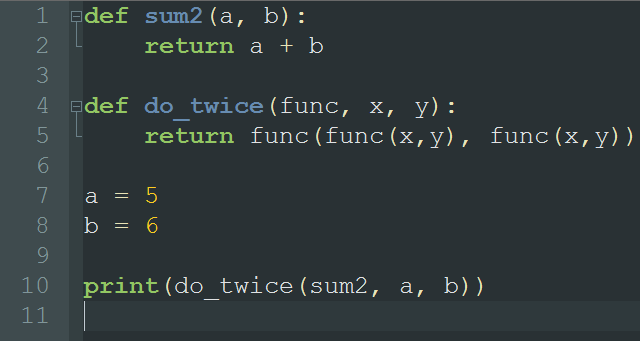 1 def sum2(a, b):
2     return a + b
3
4 def do_twice(func, x, y):
5     return func(func(x,y), func(x,y))
6
7 a = 5
8 b = 6
9
10 print(do_twice(sum2, a, b))
11